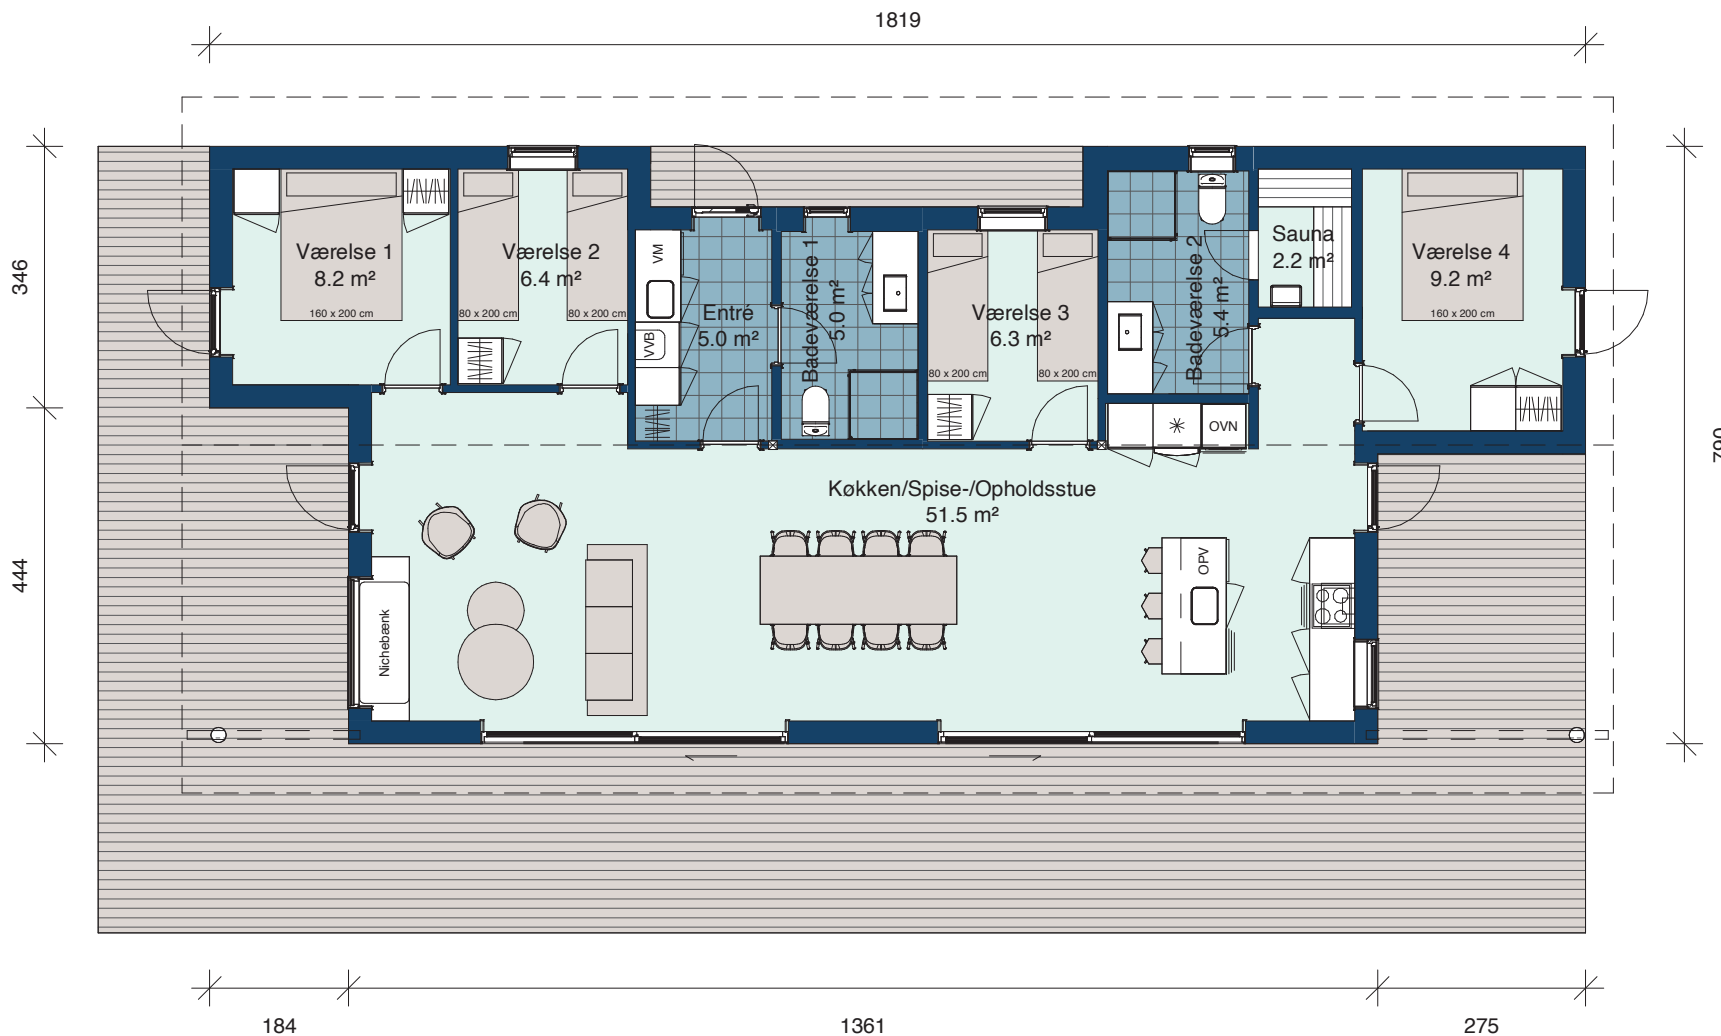 1819
346
444
790
Værelse 1
8.2 m²
160 x 200 cm
Værelse 2
6.4 m²
80 x 200 cm
80 x 200 cm
VM
VVB
Entré
5.0 m²
Badeværelse 1
5.0 m²
Værelse 3
6.3 m²
80 x 200 cm
80 x 200 cm
Badeværelse 2
5.4 m²
Sauna
2.2 m²
Værelse 4
9.2 m²
160 x 200 cm
OVN
Køkken/Spise-/Opholdsstue
51.5 m²
OPV
Nichebænk
184
1361
275